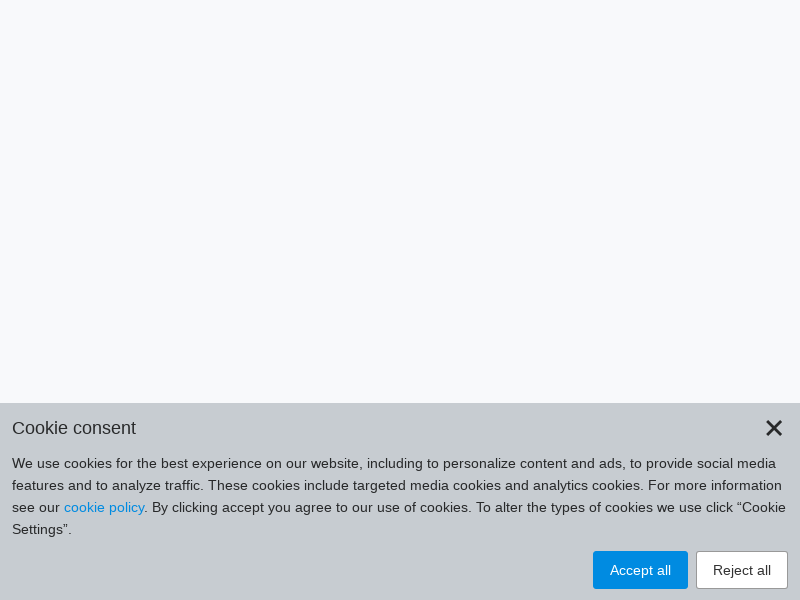 Cookie consent
We use cookies for the best experience on our website, including to personalize content and ads, to provide social media
features and to analyze traffic. These cookies include targeted media cookies and analytics cookies. For more information
see our cookie policy. By clicking accept you agree to our use of cookies. To alter the types of cookies we use click “Cookie
Settings”.
Accept all
Reject all